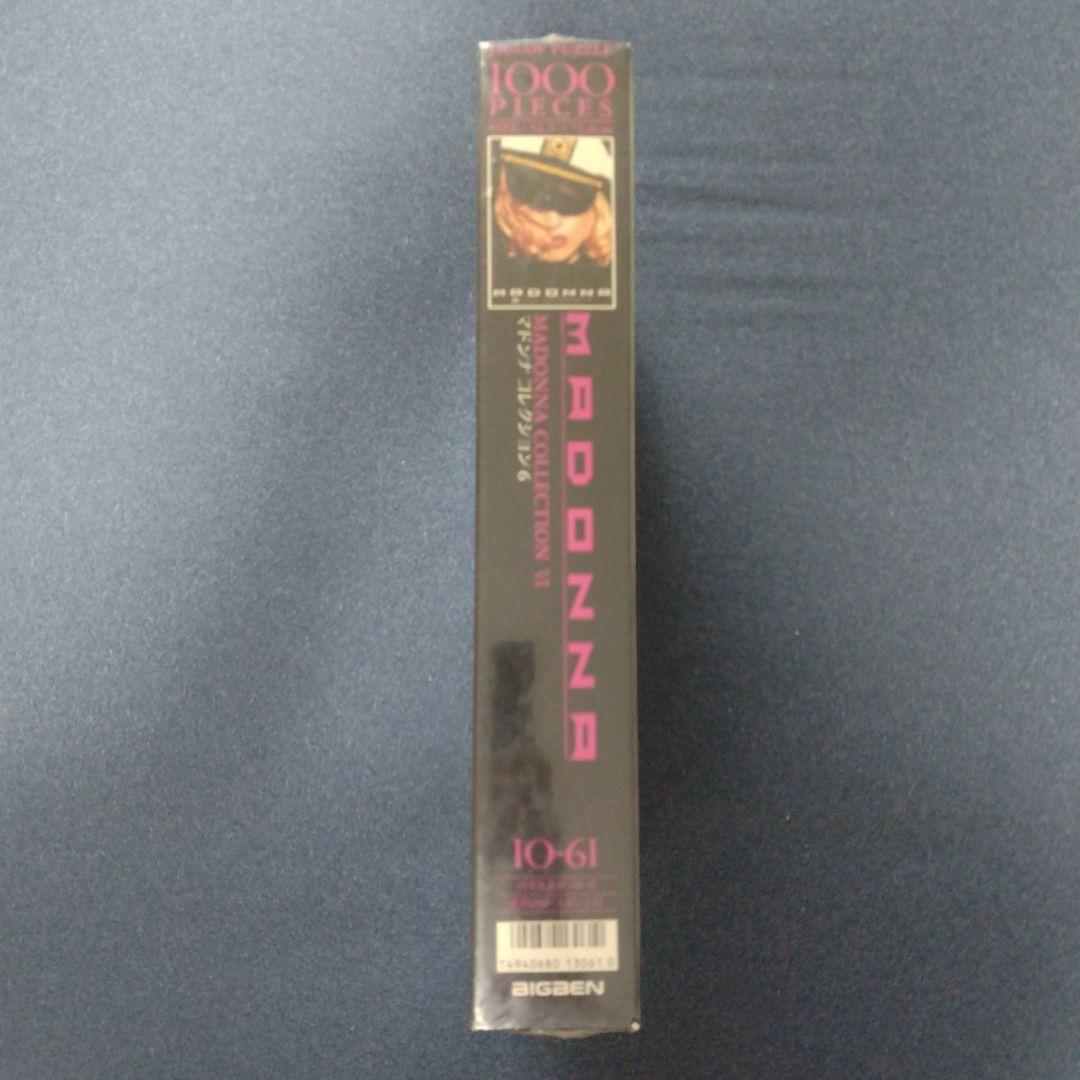 JIGSAW PUZZLE
1000
PIECES
MADONNA
MADONNA
MADONNA COLLECTION VI
マドンナ コレクション 6
10-61
T4940680 13061 0
BIGBEN